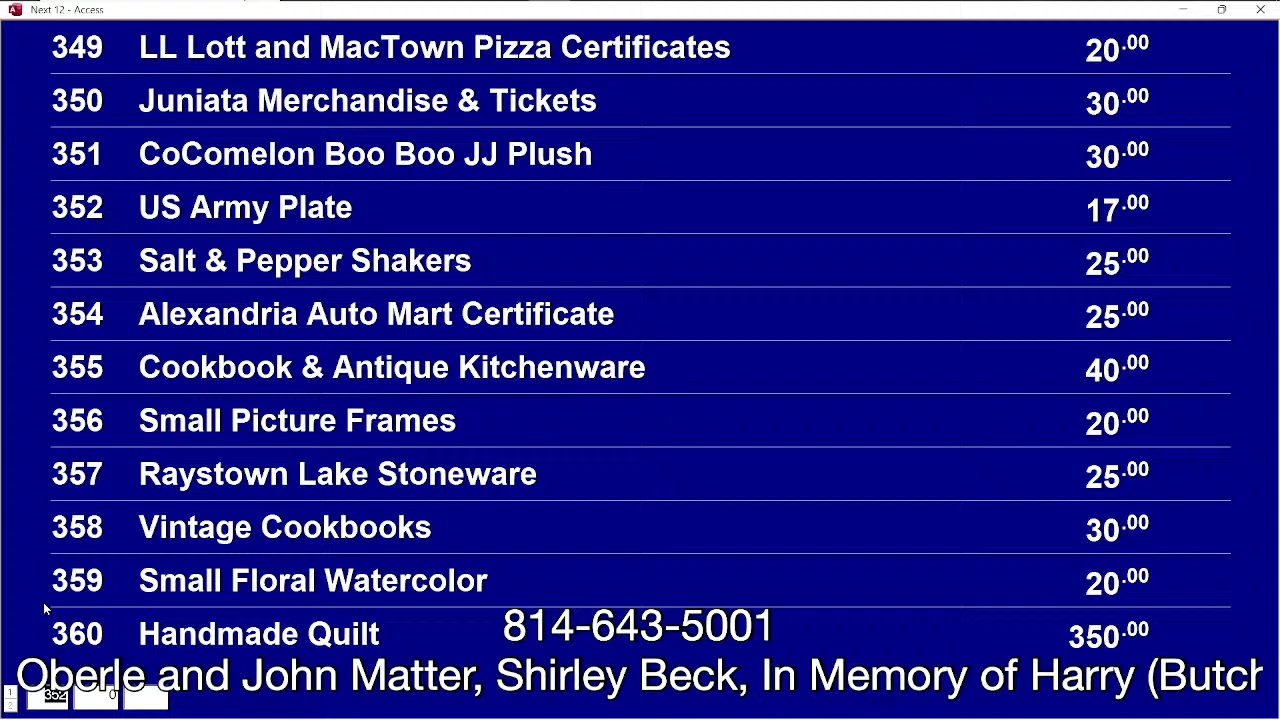 Next 12 - Access
349 LL Lott and MacTown Pizza Certificates 20.00
350 Juniata Merchandise & Tickets 30.00
351 CoComelon Boo Boo JJ Plush 30.00
352 US Army Plate 17.00
353 Salt & Pepper Shakers 25.00
354 Alexandria Auto Mart Certificate 25.00
355 Cookbook & Antique Kitchenware 40.00
356 Small Picture Frames 20.00
357 Raystown Lake Stoneware 25.00
358 Vintage Cookbooks 30.00
359 Small Floral Watercolor 20.00
360 Handmade Quilt 350.00
814-643-5001
Oberle and John Matter, Shirley Beck, In Memory of Harry (Butch
1
2